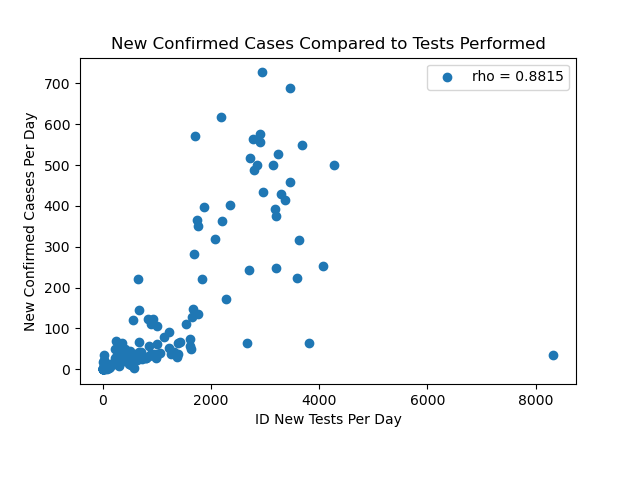 New Confirmed Cases Compared to Tests Performed
rho = 0.8815
New Confirmed Caeses Per Day
700
600
500
400
300
200
100
0
0 2000 4000 6000 8000
ID New Tests Per Day